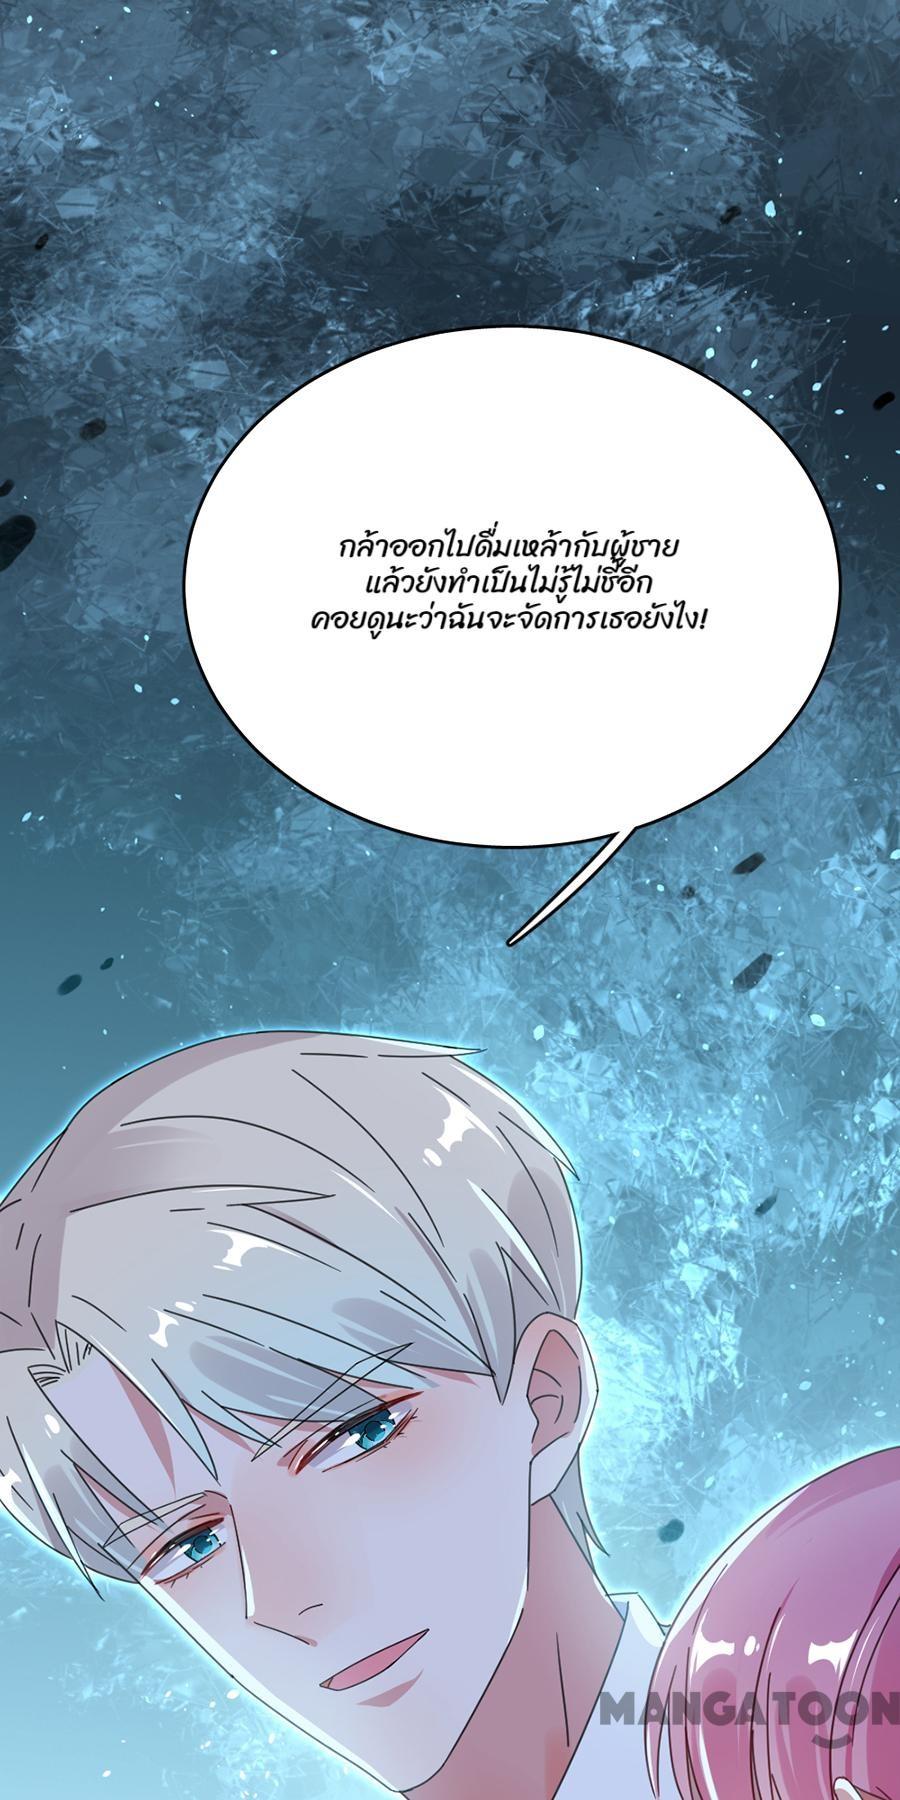 กล้าออกไปดื่มเหล้ากับผู้ชาย
แล้วยังทำเป็นไม่รู้ไม่ชี้อีก
คอยดูนะว่าฉันจะจัดการเธอยังไง!
MANGATOON